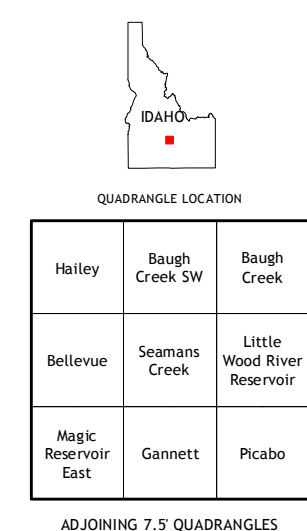 IDAHO
QUADRANGLE LOCATION
Hailey
Baugh
Creek SW
Baugh
Creek
Bellevue
Seamans
Creek
Little
Wood River
Reservoir
Magic
Reservoir
East
Gannett
Picabo
ADJOINING 7.5' QUADRANGLES